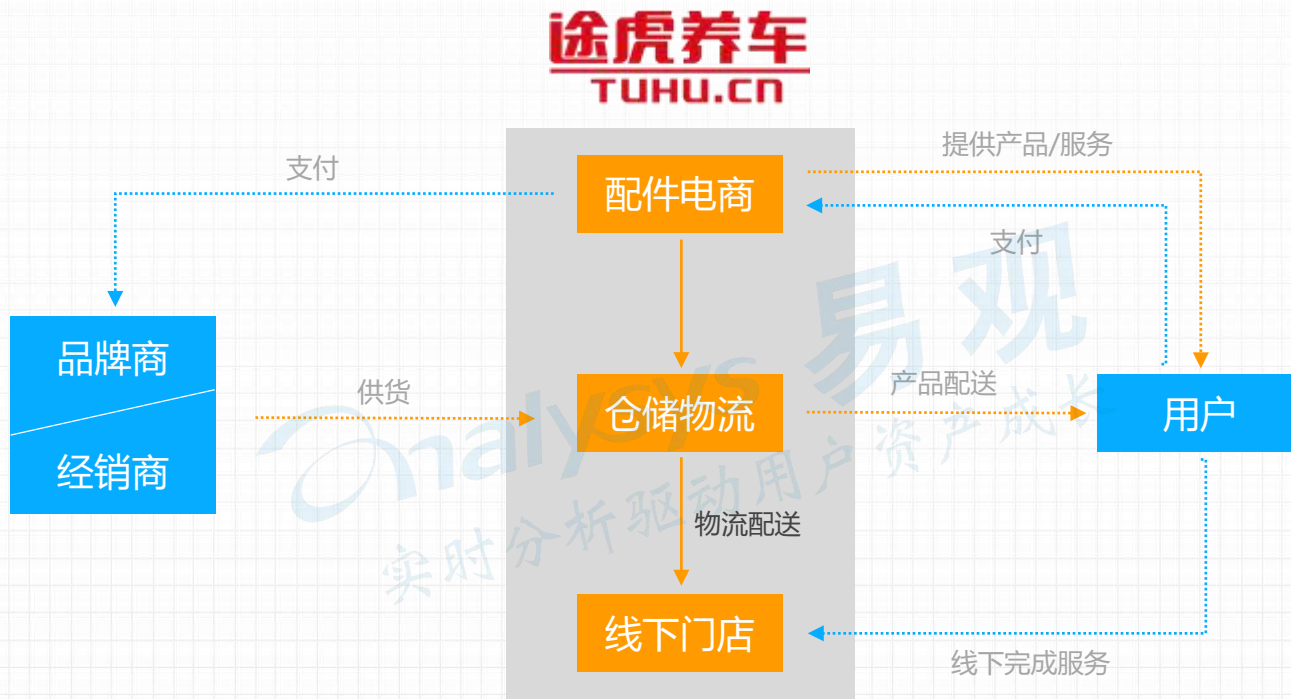 途虎养车
TUHU.CN
提供产品/服务
支付
配件电商
支付
易观
品牌商
供货
仓储物流
产品配送
用户
经销商
analysys
实时分析驱动用户资产成长
物流配送
线下门店
线下完成服务